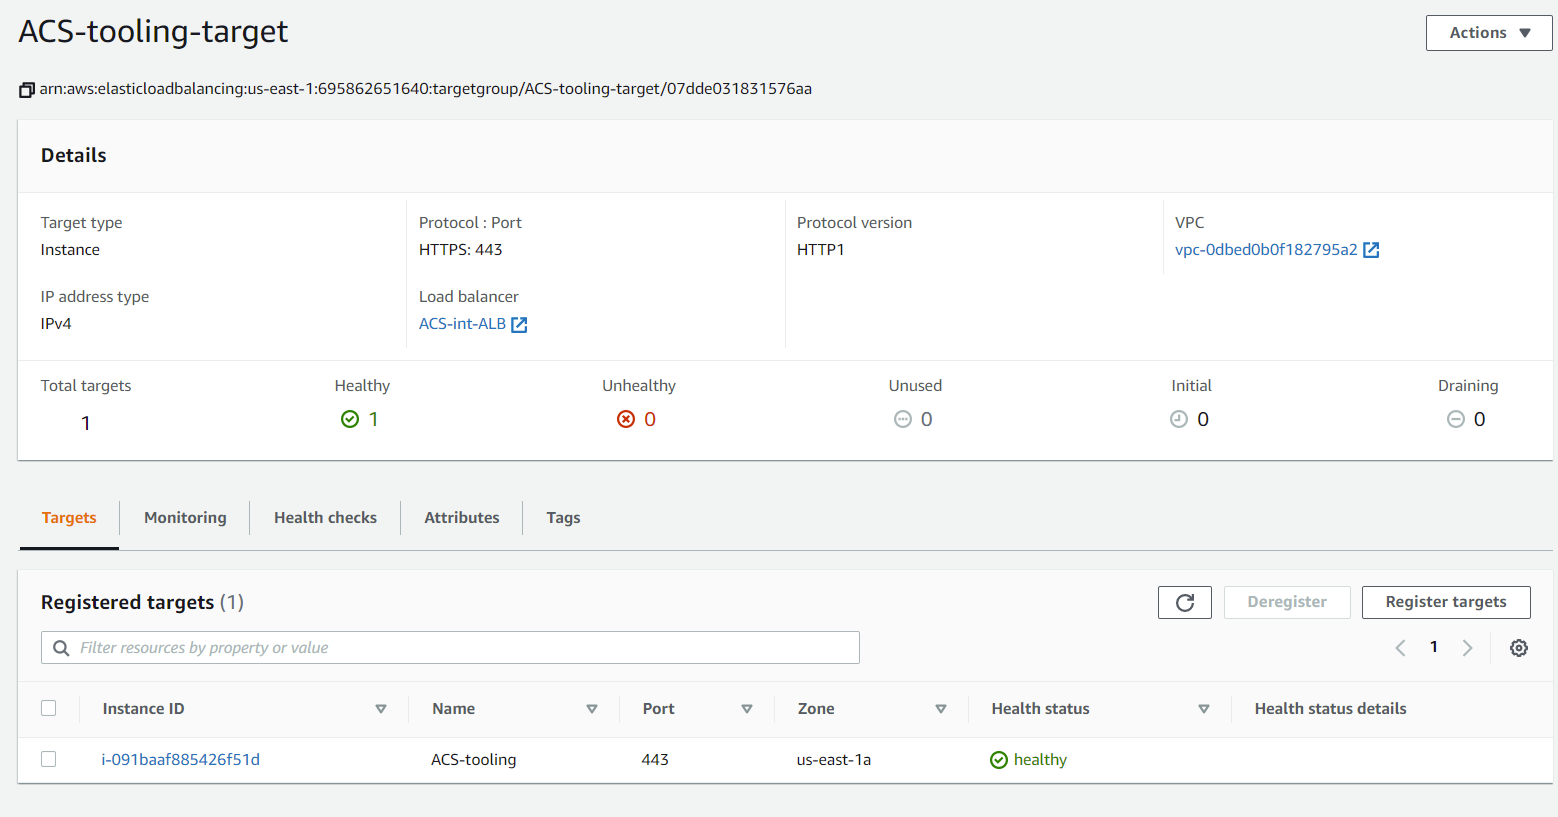 ACS-tooling-target
Actions
arn:aws:elasticloadbalancing:us-east-1:695862651640:targetgroup/ACS-tooling-target/07dde031831576aa
Details
Target type Protocol : Port Protocol version VPC
Instance HTTPS: 443 HTTP1 vpc-0dbed0b0f182795a2
IP address type Load balancer
IPv4 ACS-int-ALB
Total targets Healthy Unhealthy Unused Initial Draining
1 1 0 0 0 0
Targets Monitoring Health checks Attributes Tags
Registered targets (1) Deregister Register targets
Filter resources by property or value 1
Instance ID Name Port Zone Health status Health status details
i-091baaf885426f51d ACS-tooling 443 us-east-1a healthy